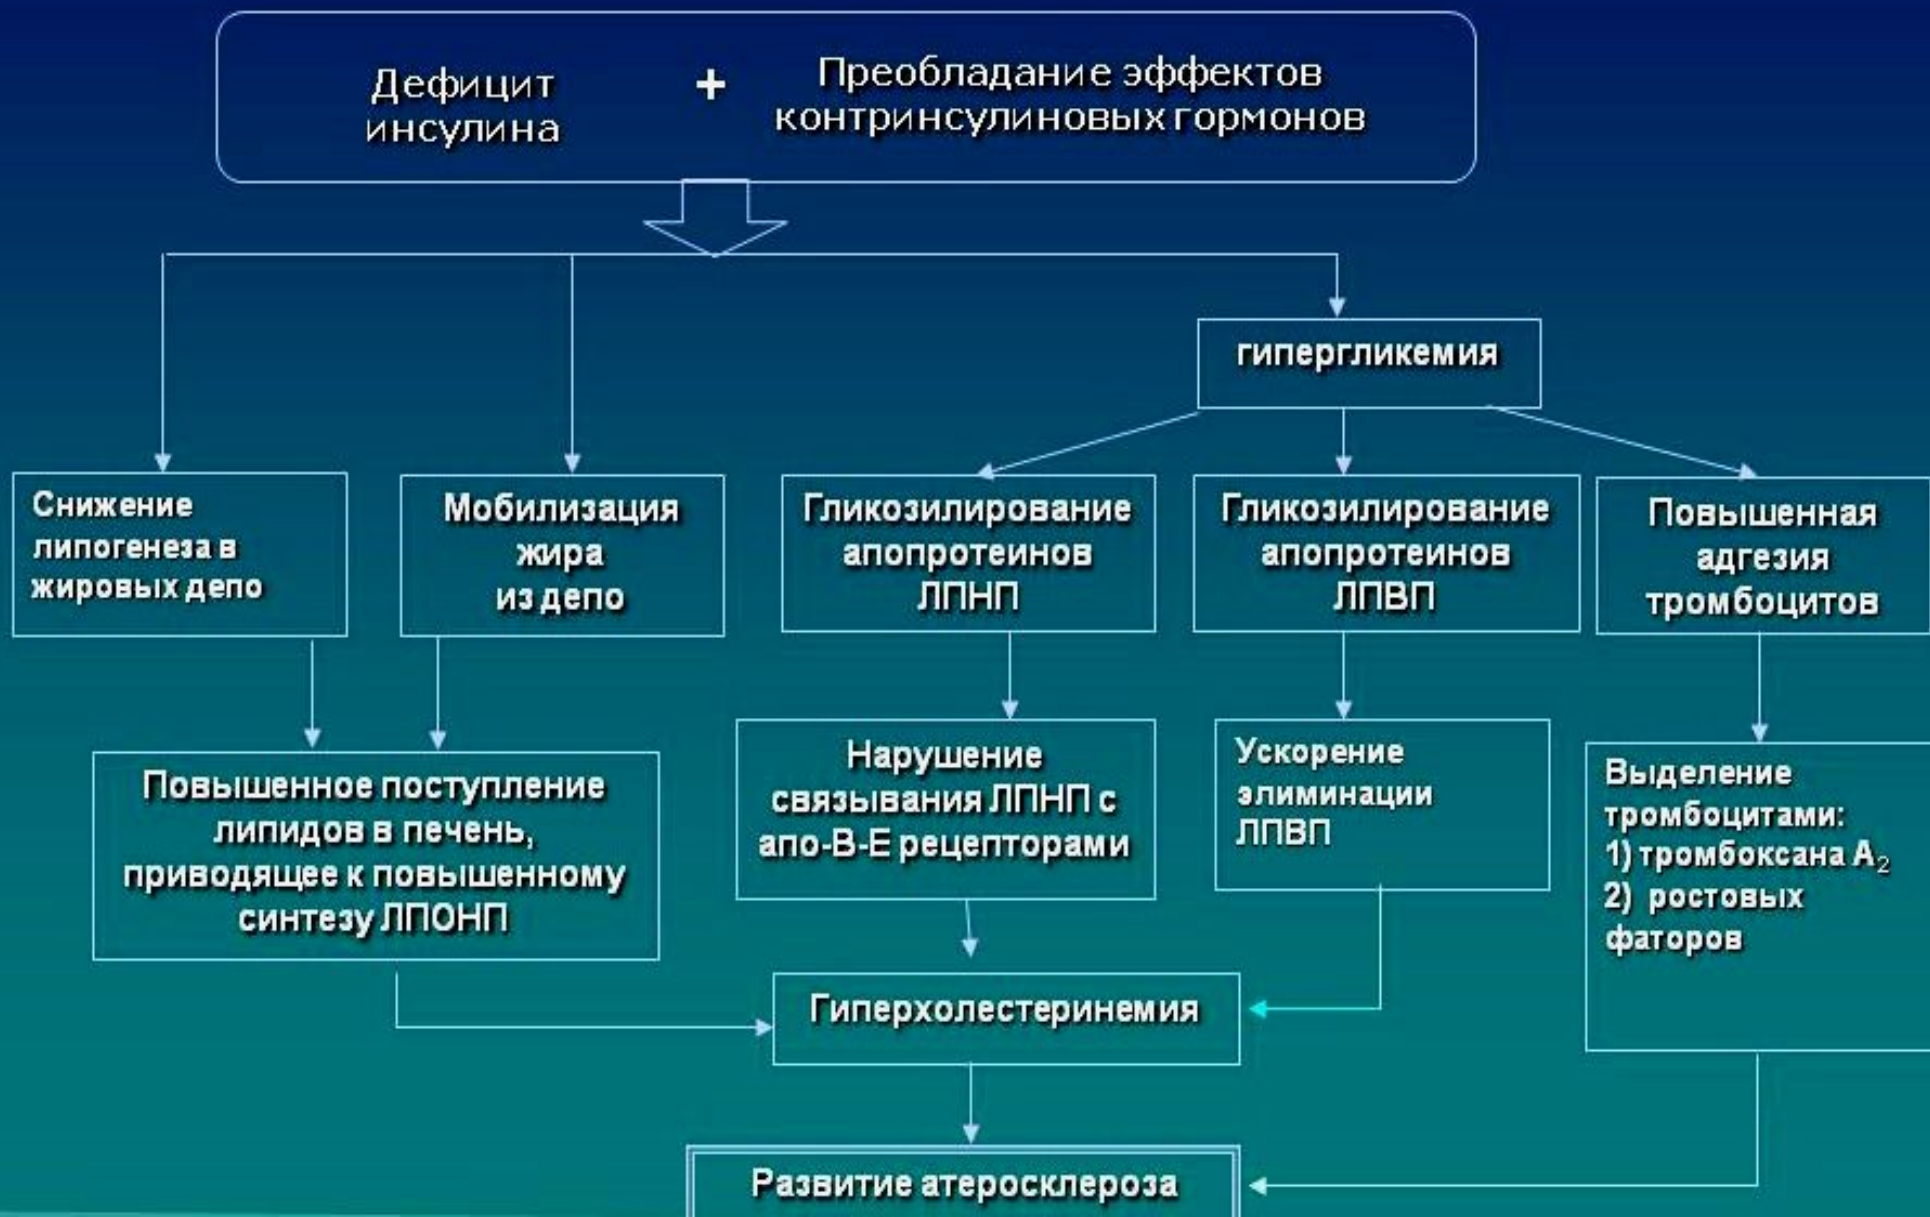 Дефицит
инсулина
+
Преобладание эффектов
контринсулиновых гормонов
гипергликемия
Снижение
липогенеза в
жировых депо
Мобилизация
жира
из депо
Гликозилирование
апопротеинов
ЛПНП
Гликозилирование
апопротеинов
ЛПВП
Повышенная
адгезия
тромбоцитов
Повышенное поступление
липидов в печень,
приводящее к повышенному
синтезу ЛПОНП
Нарушение
связывания ЛПНП с
апо-В-Е рецепторами
Ускорение
элиминации
ЛПВП
Выделение
тромбоцитами:
1) тромбоксана А₂
2) ростовых
фаторов
Гиперхолестеринемия
Развитие атеросклероза